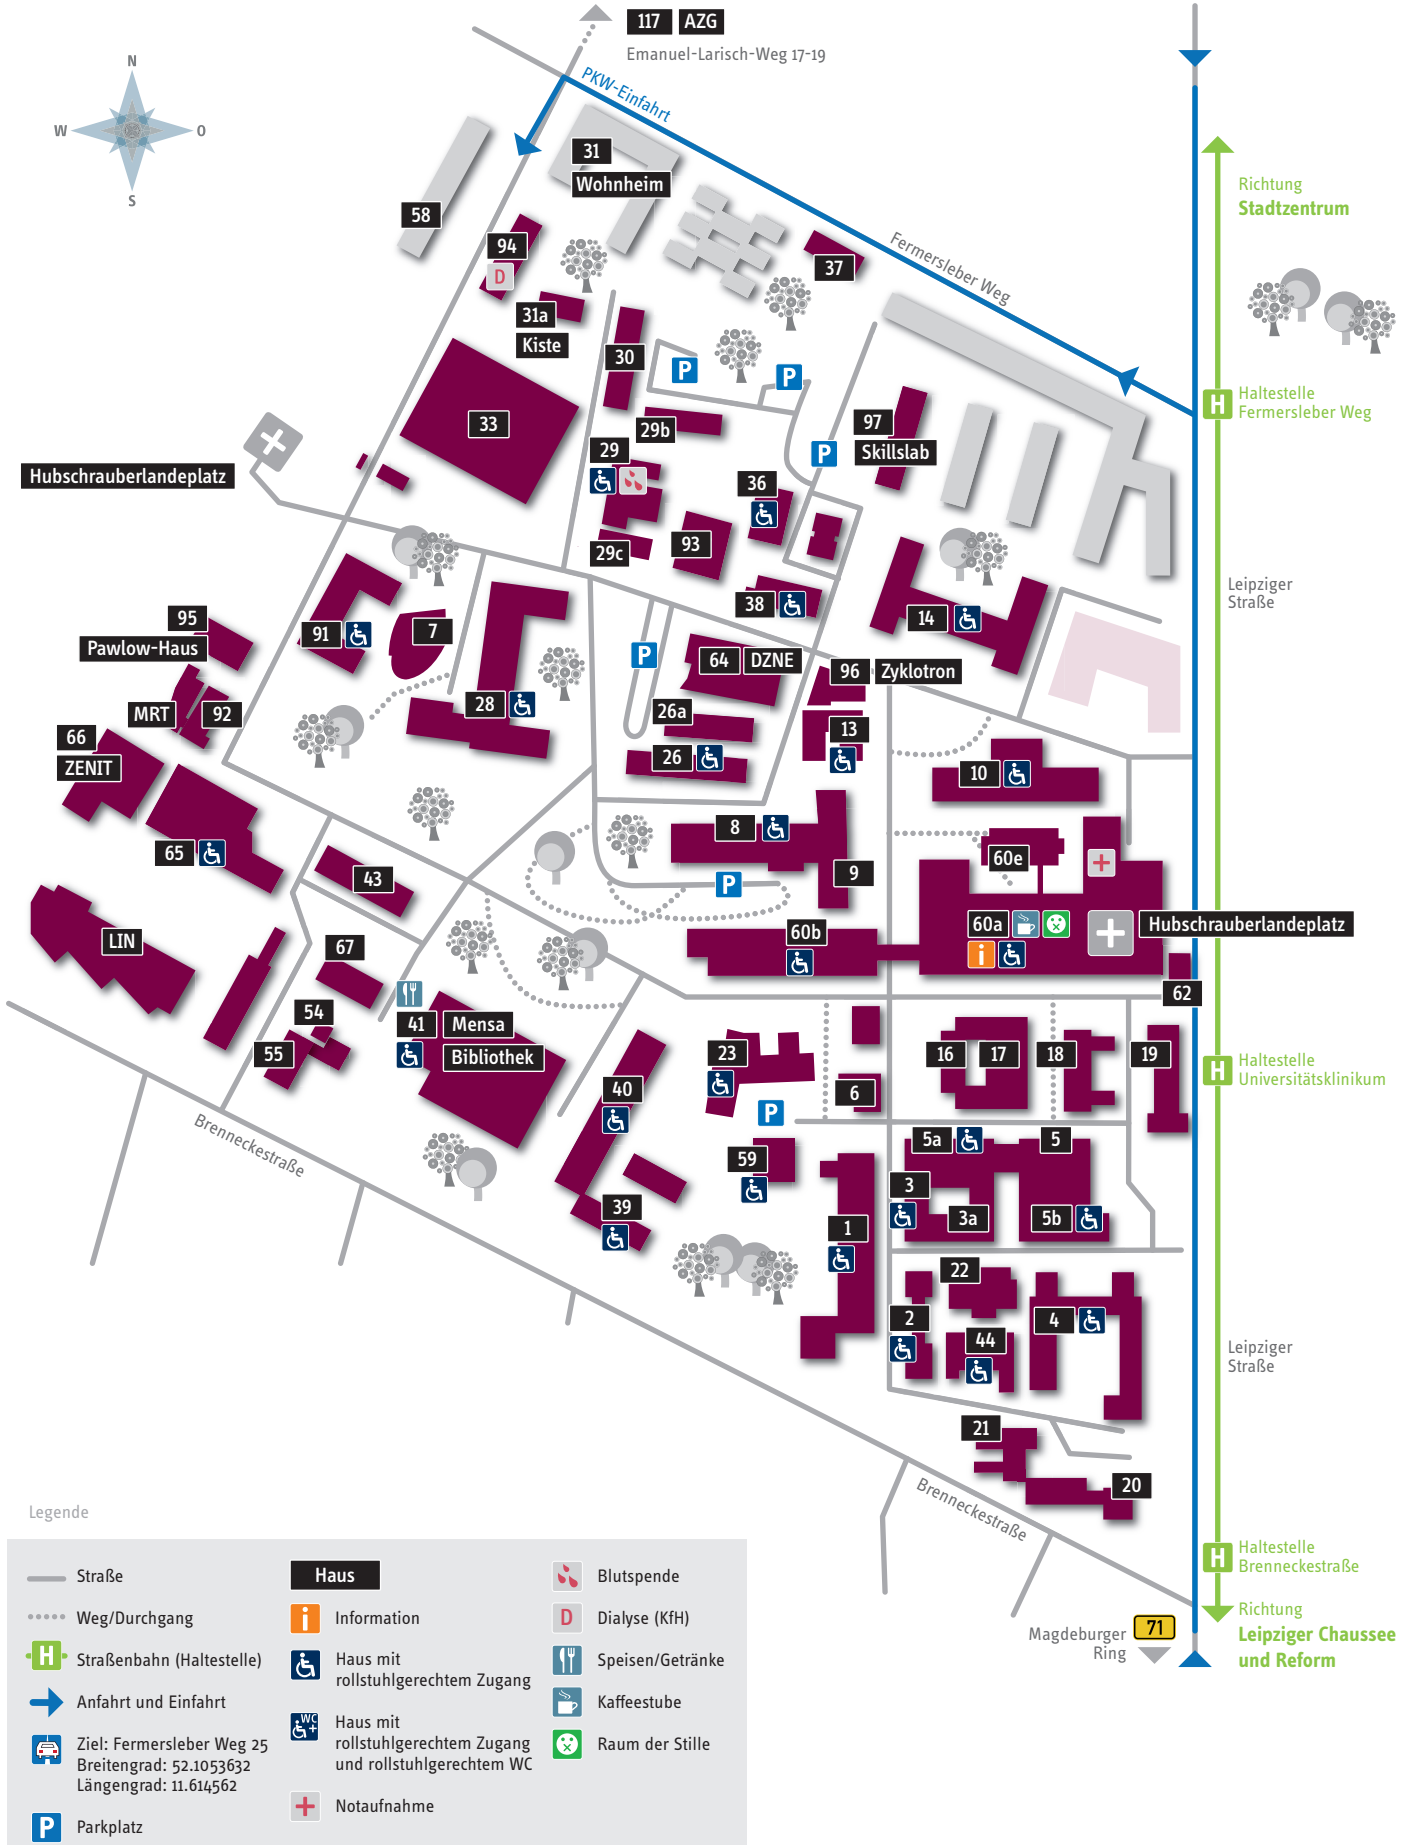 117 AZG
Emanuel-Larisch-Weg 17-19
N
W O
S
PKW-Einfahrt
31
Wohnheim
58
94
D
37
Fermersleber Weg
Richtung
Stadtzentrum
31a
Kiste
30
P
P
33
29b
29
97
Skillslab
P
H
Haltestelle
Fermersleber Weg
Hubschrauberlandeplatz
36
29c
93
38
14
Leipziger
Straße
95
Pawlow-Haus
91
7
P
64 DZNE
96 Zyklotron
MRT 92
28
26a
13
66
ZENIT
26
10
65
43
8
9
P
60e
LIN
67
60b
60a
i
Hubschrauberlandeplatz
62
54
55
41 Mensa
Bibliothek
40
23
P
6
16 17 18 19
H
Haltestelle
Universitätsklinikum
Brenneckestraße
59
39
5a 5
3
3a 5b
1
22
2
44
4
Leipziger
Straße
21
20
Brenneckestraße
H
Haltestelle
Brenneckestraße
Richtung
Leipziger Chaussee
und Reform
Magdeburger
Ring
71
Legende
Straße
Weg/Durchgang
H Straßenbahn (Haltestelle)
Anfahrt und Einfahrt
Ziel: Fermersleber Weg 25
Breitengrad: 52.1053632
Längengrad: 11.614562
P Parkplatz
Haus
i Information
Haus mit
rollstuhlgerechtem Zugang
WC Haus mit
rollstuhlgerechtem Zugang
und rollstuhlgerechtem WC
Notaufnahme
Blutspende
D Dialyse (KfH)
Speisen/Getränke
Kaffeestube
Raum der Stille